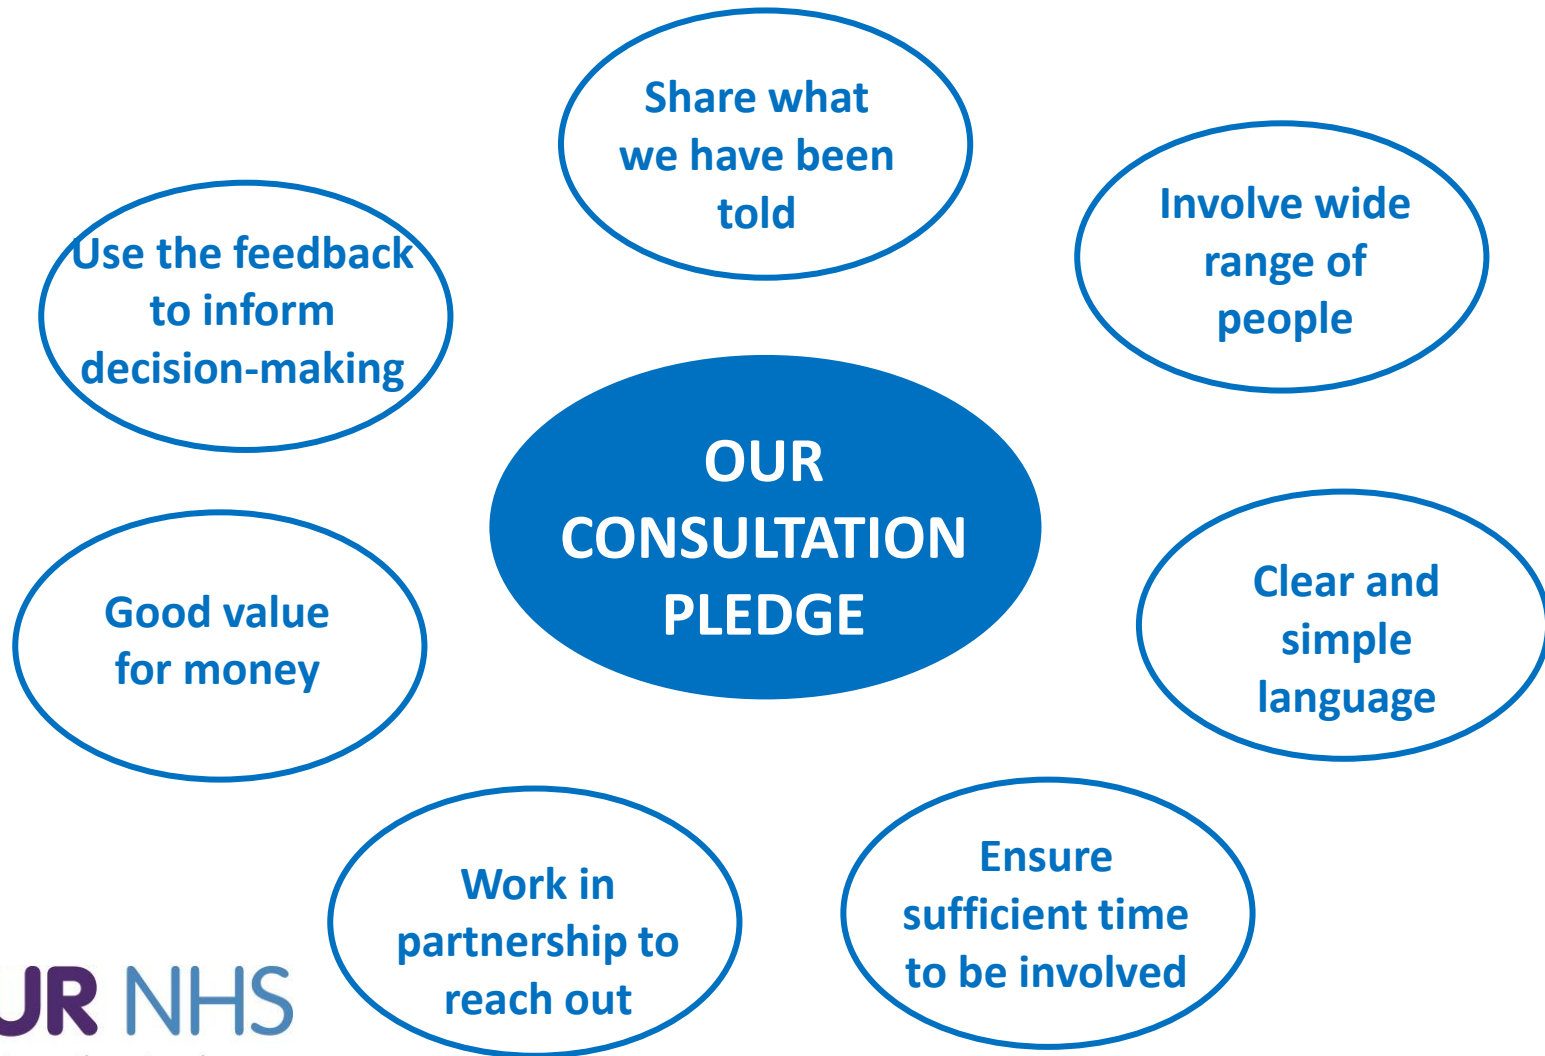 Share what
we have been
told
Involve wide
range of
people
Use the feedback
to inform
decision-making
OUR
CONSULTATION
PLEDGE
Good value
for money
Clear and
simple
language
Work in
partnership to
reach out
Ensure
sufficient time
to be involved
UR NHS